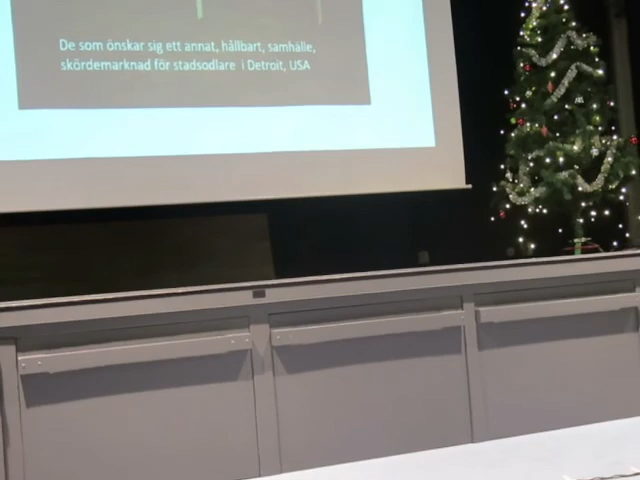 De som önskar sig ett annat, hållbart, samhälle,
skördemarknad för stadsodlare i Detroit, USA